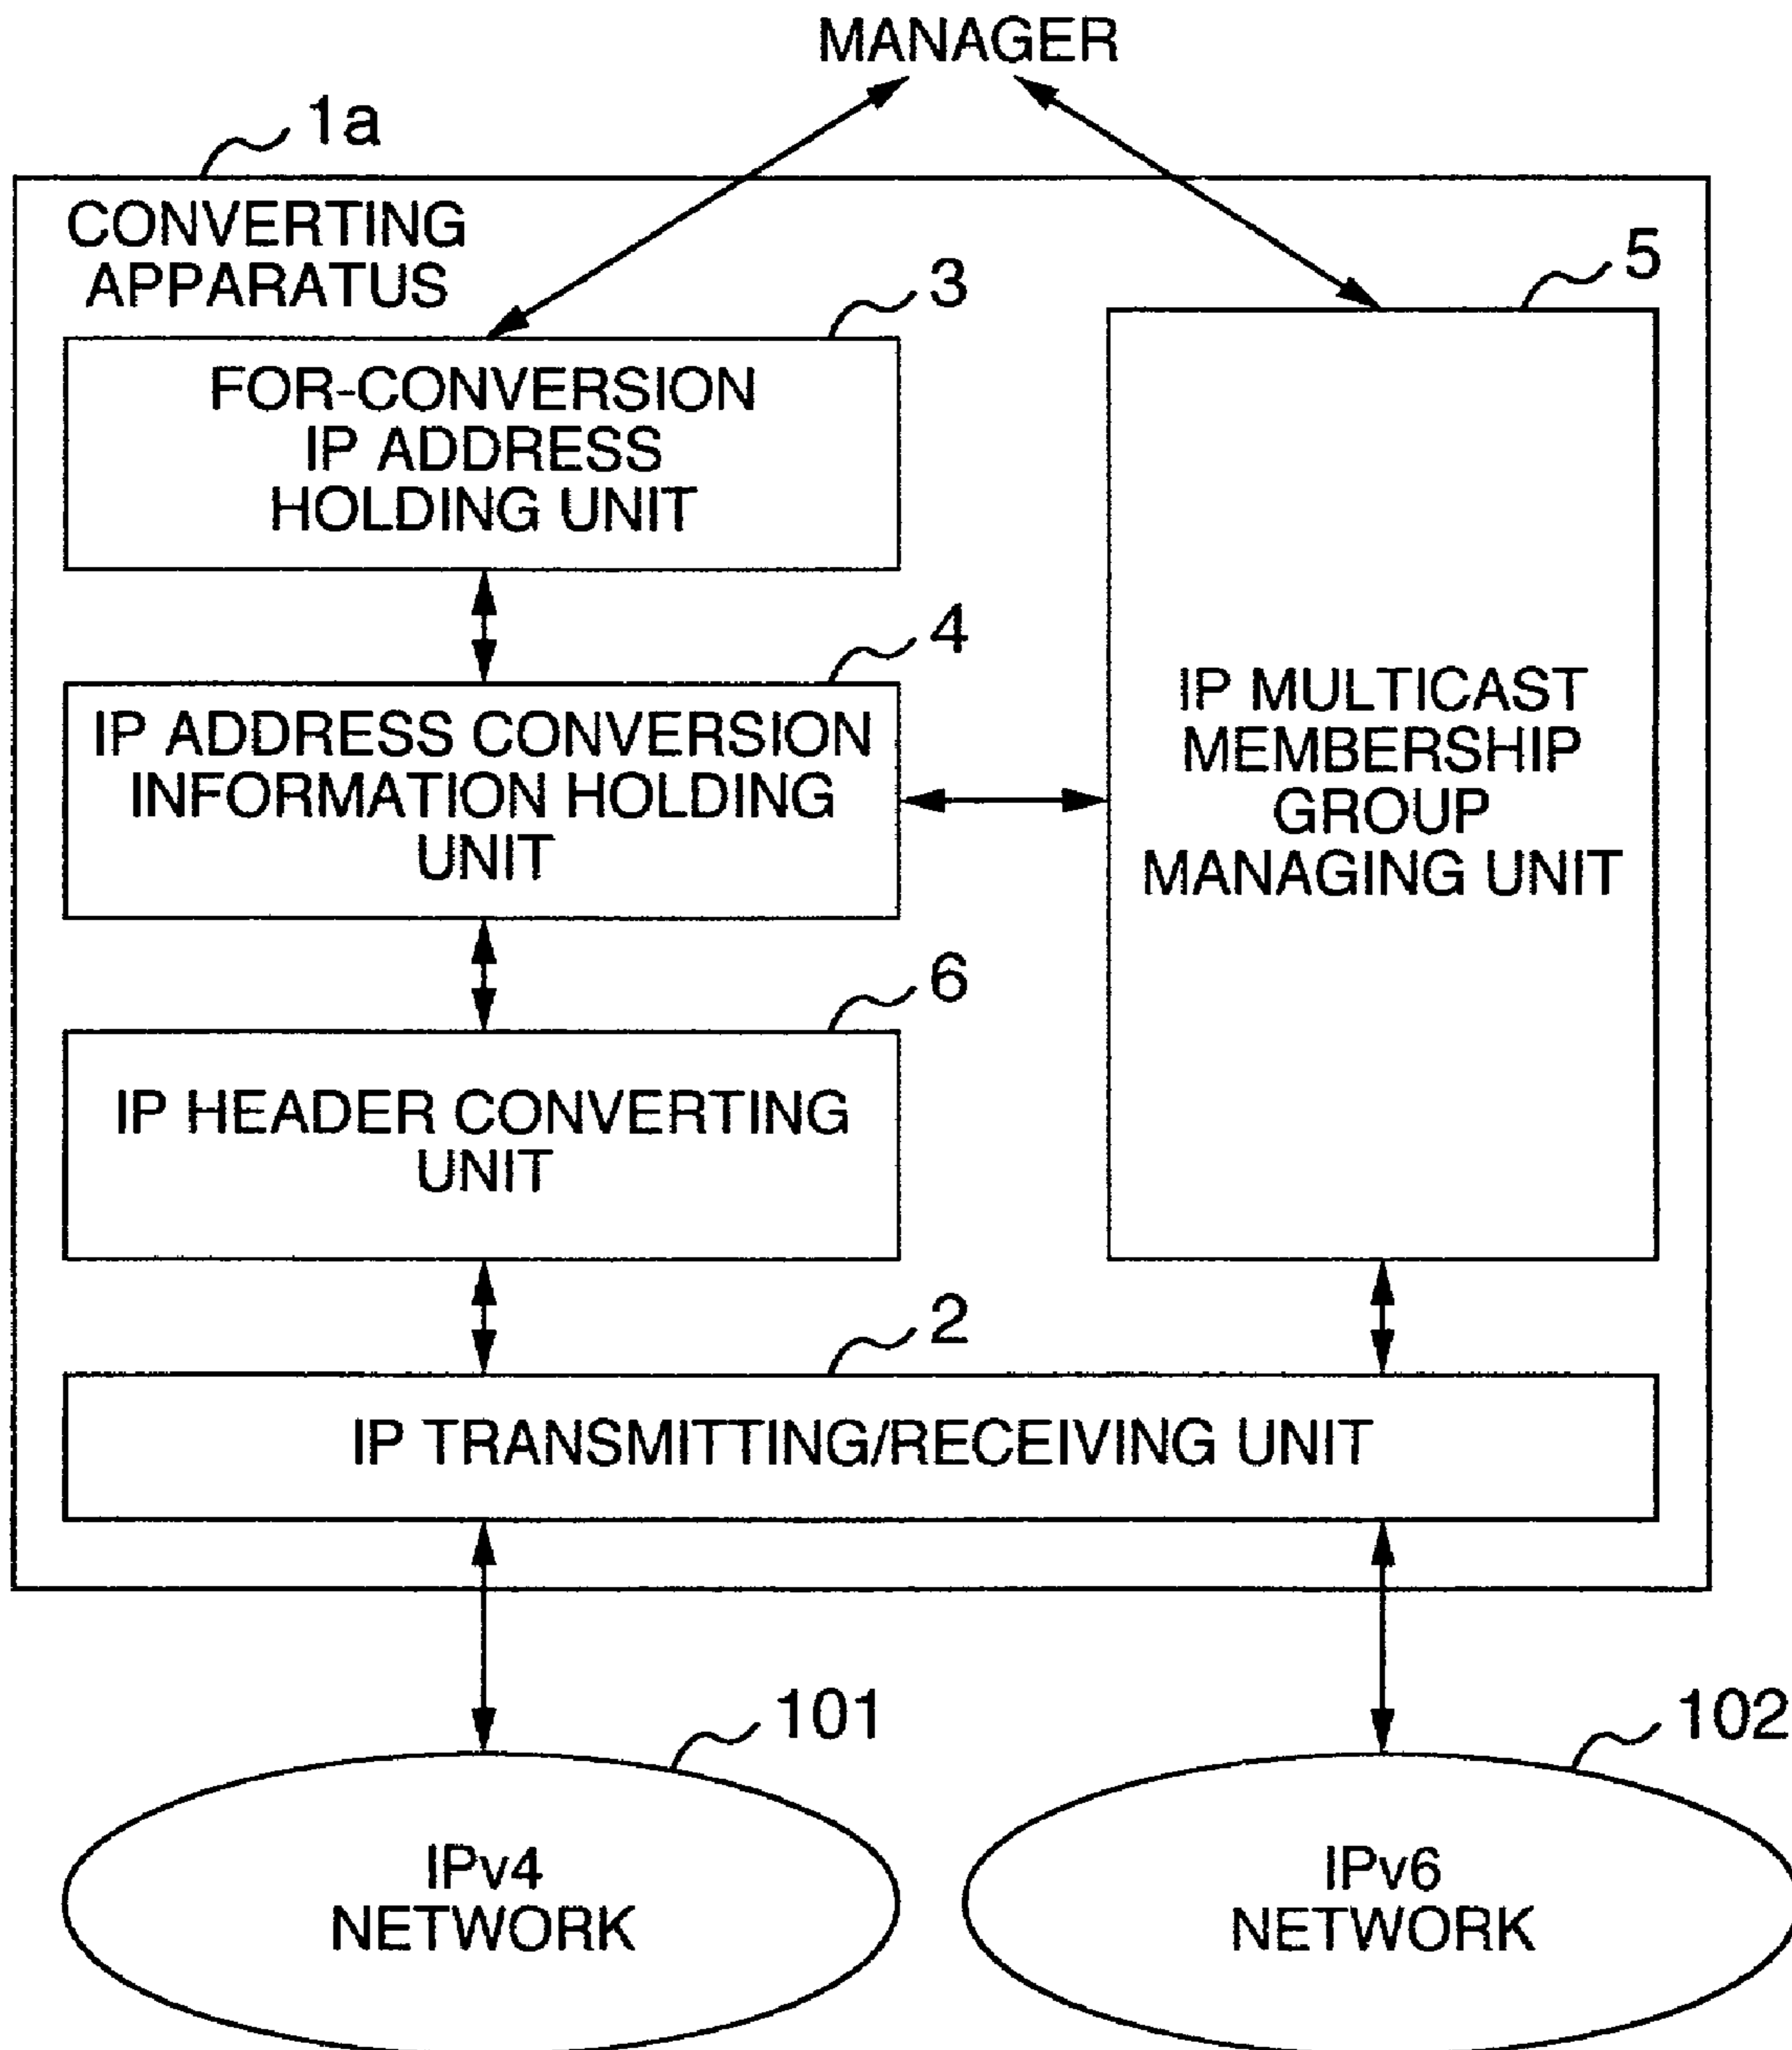 MANAGER
1a
CONVERTING
APPARATUS
3
5
FOR-CONVERSION
IP ADDRESS
HOLDING UNIT
4
IP ADDRESS CONVERSION
INFORMATION HOLDING
UNIT
IP MULTICAST
MEMBERSHIP
GROUP
MANAGING UNIT
6
IP HEADER CONVERTING
UNIT
2
IP TRANSMITTING/RECEIVING UNIT
101
102
IPv4
NETWORK
IPv6
NETWORK